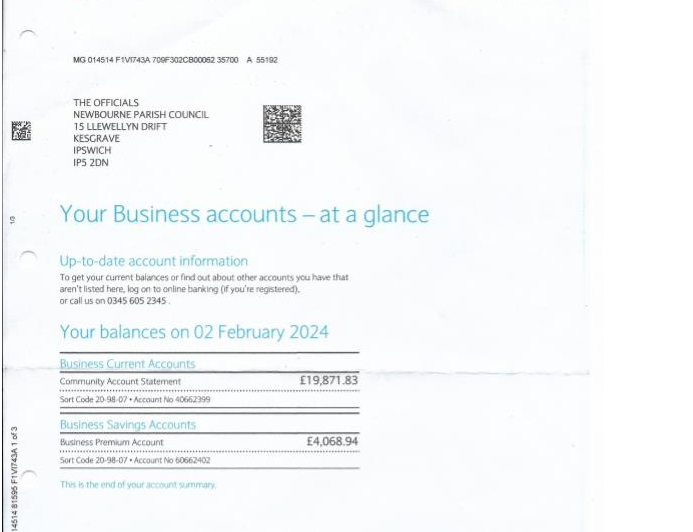 MG 014514 F1VI743A 709F302CB00062 35700 A 55192
THE OFFICIALS
NEWBOURNE PARISH COUNCIL
15 LLEWELLYN DRIFT
KESGRAVE
IPSWICH
IP5 2DN
1/3
Your Business accounts – at a glance
Up-to-date account information
To get your current balances or find out about other accounts you have that
aren't listed here, log on to online banking (if you're registered),
or call us on 0345 605 2345 .
Your balances on 02 February 2024
Business Current Accounts
Community Account Statement £19,871.83
Sort Code 20-98-07 • Account No 40662399
Business Savings Accounts
Business Premium Account £4,068.94
Sort Code 20-98-07 • Account No 60662402
This is the end of your account summary.
14514 81595 F1VI743A 1 of 3